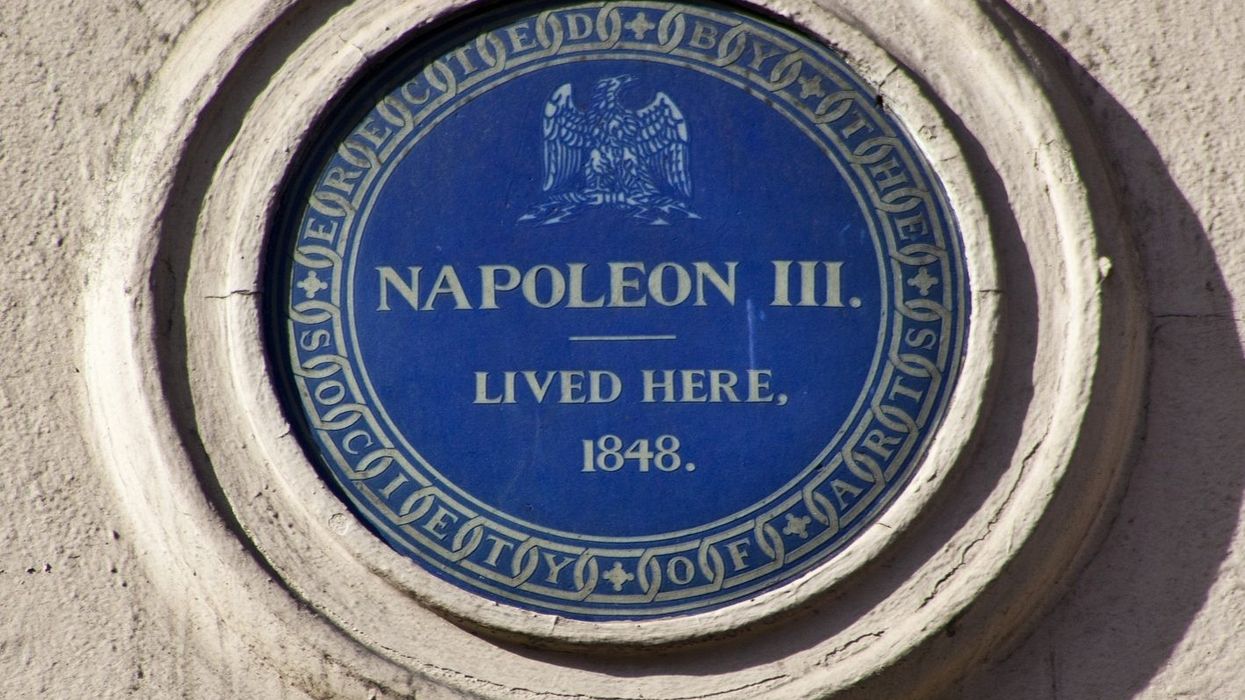 ERECTED BY THE SOCIETY OF ARTS
NAPOLEON III.
LIVED HERE,
1848.